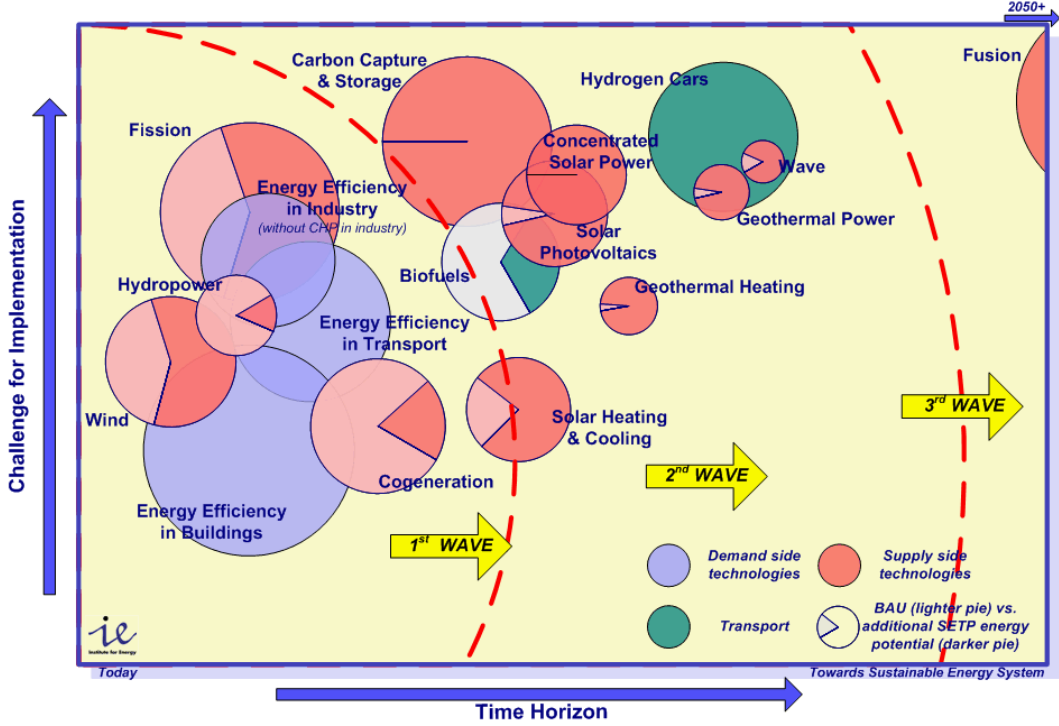 2050+
Carbon Capture
& Storage
Hydrogen Cars
Fusion
Fission
Concentrated
Solar Power
Wave
Energy Efficiency
in Industry
(without CHP in industry)
Geothermal Power
Solar
Photovoltaics
Biofuels
Hydropower
Geothermal Heating
Energy Efficiency
in Transport
Wind
Solar Heating
& Cooling
3rd WAVE
2nd WAVE
Cogeneration
Energy Efficiency
in Buildings
1st WAVE
Demand side
technologies
Supply side
technologies
Transport
BAU (lighter pie) vs.
additional SETP energy
potential (darker pie)
ie
Institute for Energy
Today
Towards Sustainable Energy System
Time Horizon
Challenge for Implementation